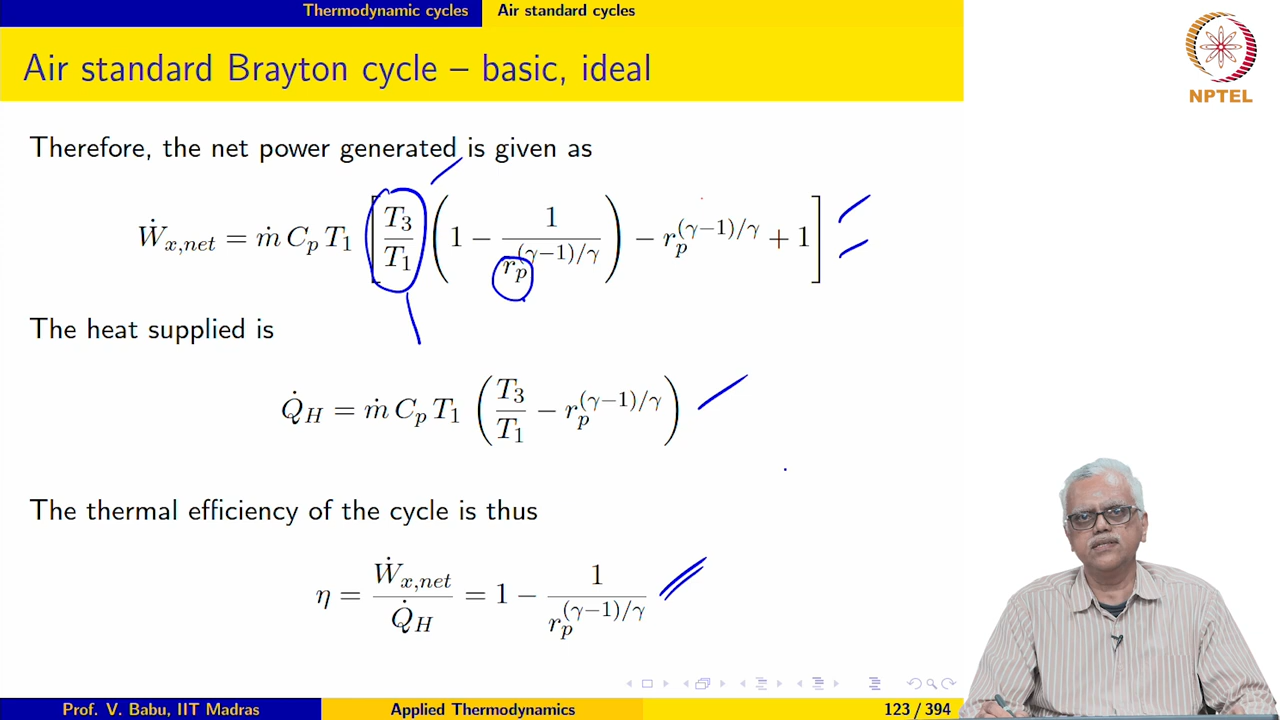 Thermodynamic cycles Air standard cycles
Air standard Brayton cycle – basic, ideal
NPTEL
Therefore, the net power generated is given as
Ẇ_{x,net} = ṁ C_p T_1 [ T_3/T_1 ( 1 − 1/r_p^{(γ−1)/γ} ) − r_p^{(γ−1)/γ} + 1 ]
The heat supplied is
Q̇_H = ṁ C_p T_1 ( T_3/T_1 − r_p^{(γ−1)/γ} )
The thermal efficiency of the cycle is thus
η = Ẇ_{x,net}/Q̇_H = 1 − 1/r_p^{(γ−1)/γ}
Prof. V. Babu, IIT Madras Applied Thermodynamics 123 / 394